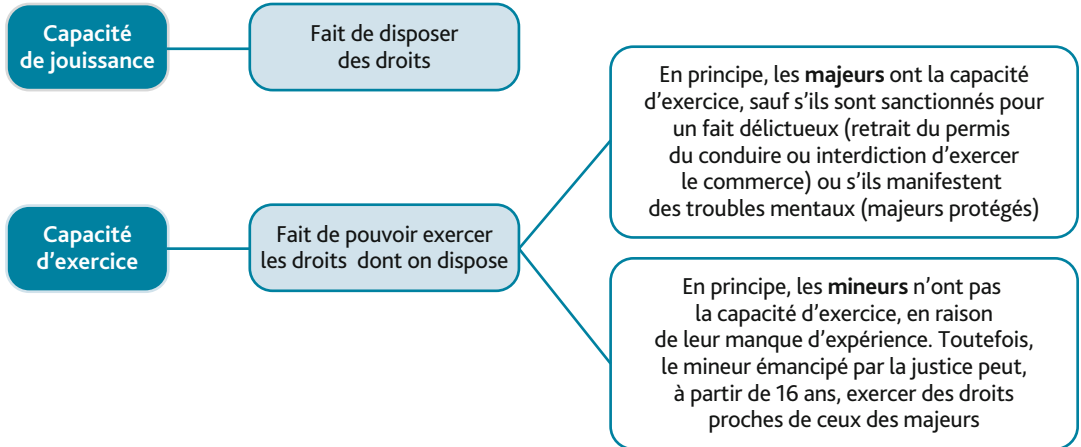 Capacité
de jouissance
Fait de disposer
des droits
Capacité
d'exercice
Fait de pouvoir exercer
les droits dont on dispose
En principe, les majeurs ont la capacité
d'exercice, sauf s'ils sont sanctionnés pour
un fait délictueux (retrait du permis
du conduire ou interdiction d'exercer
le commerce) ou s'ils manifestent
des troubles mentaux (majeurs protégés)
En principe, les mineurs n'ont pas
la capacité d'exercice, en raison
de leur manque d'expérience. Toutefois,
le mineur émancipé par la justice peut,
à partir de 16 ans, exercer des droits
proches de ceux des majeurs